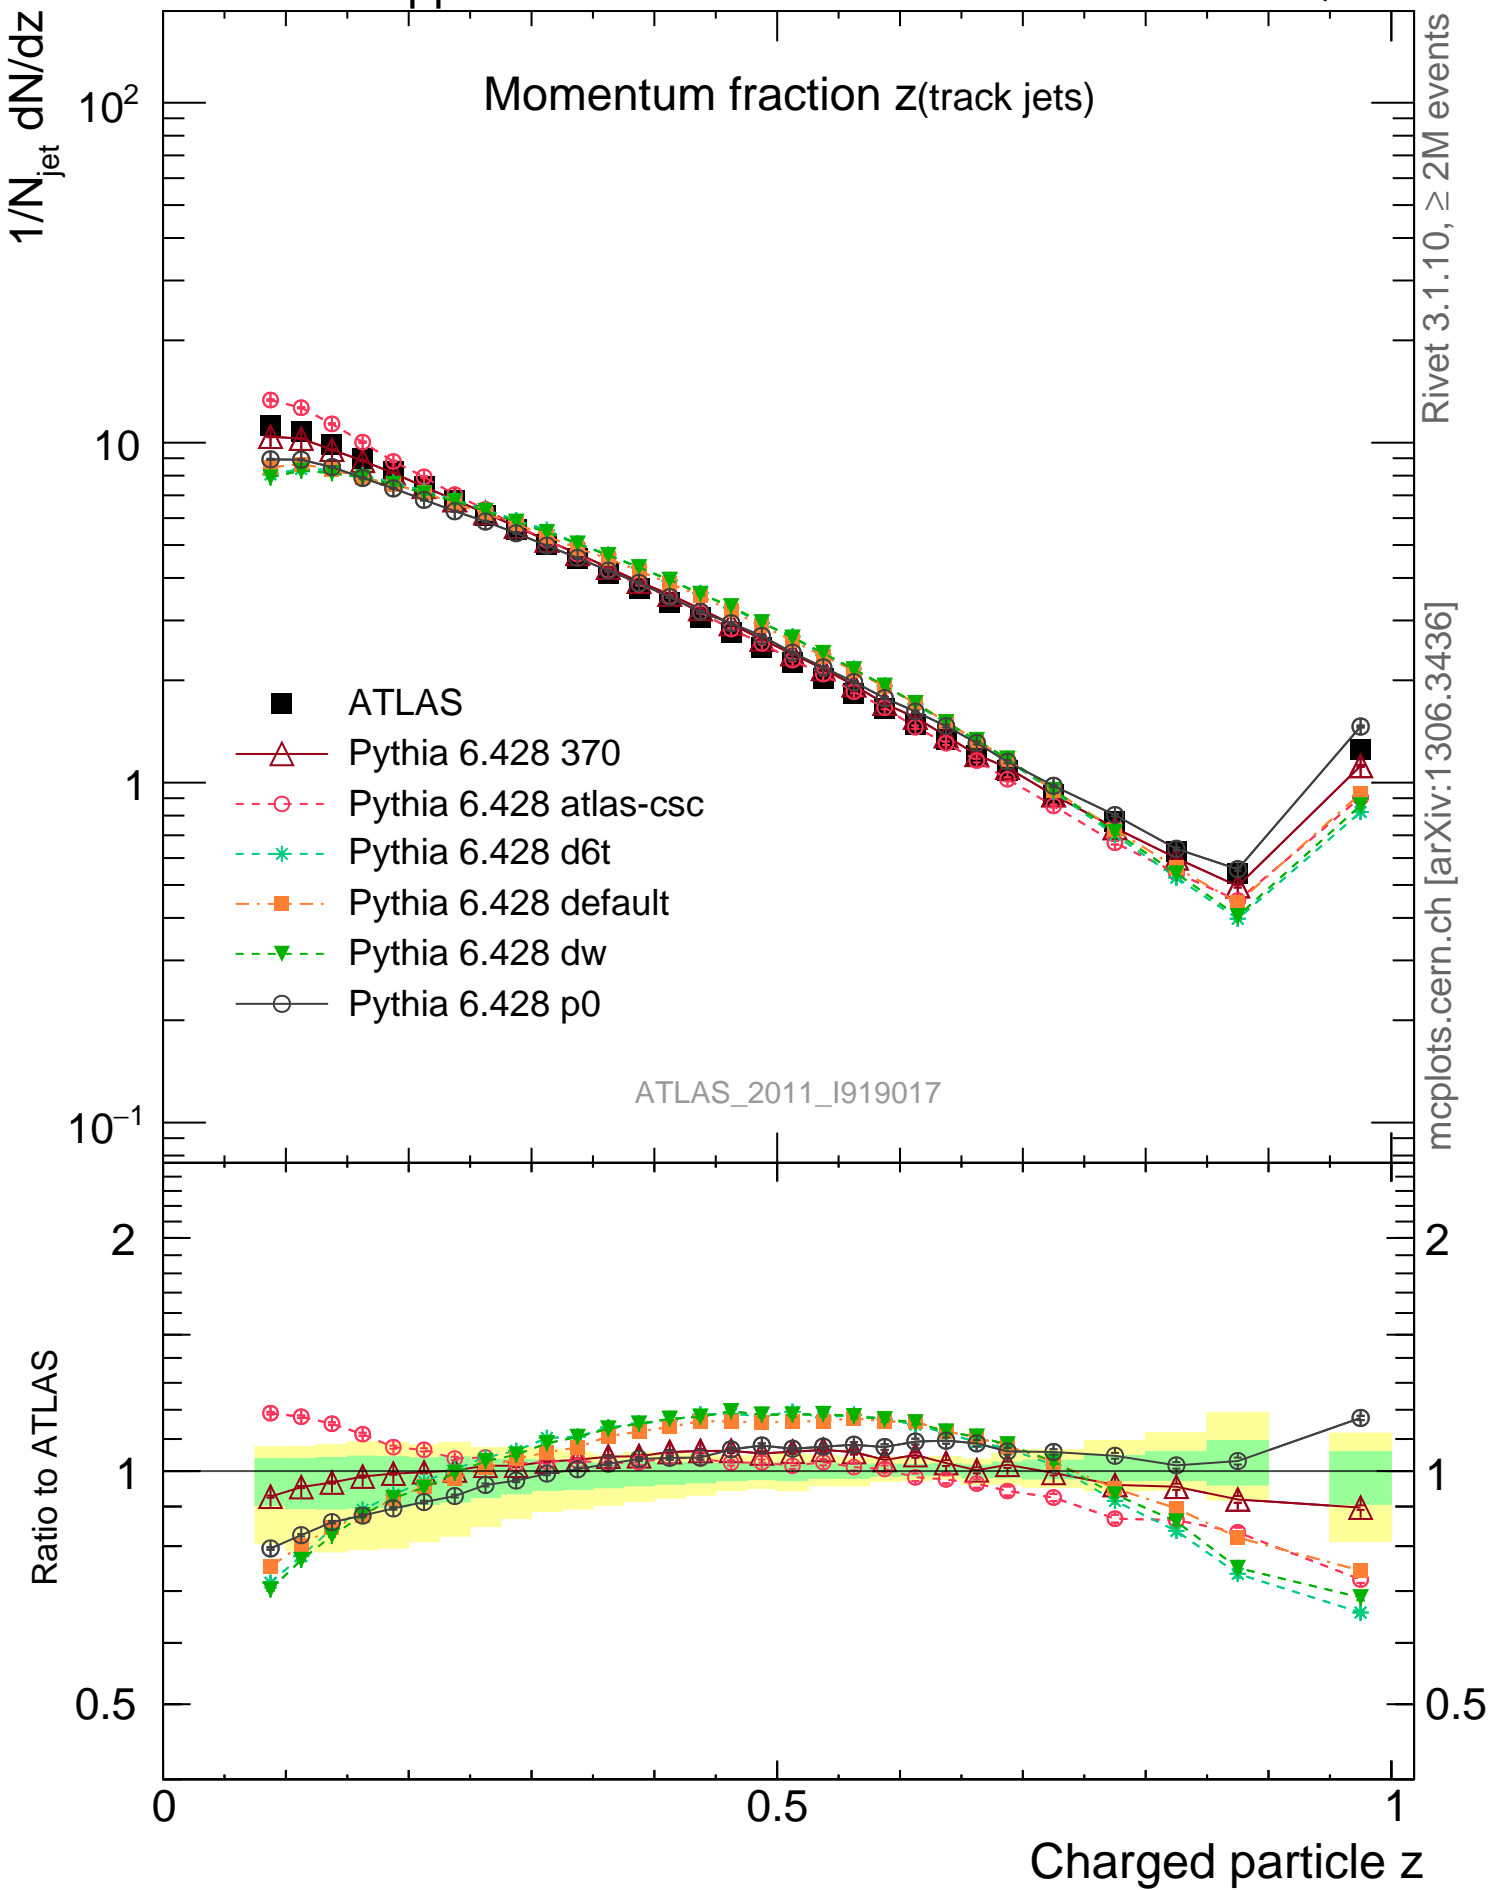 1/N_jet dN/dz
Momentum fraction z(track jets)
10^2
10
1
10^−1
ATLAS
Pythia 6.428 370
Pythia 6.428 atlas-csc
Pythia 6.428 d6t
Pythia 6.428 default
Pythia 6.428 dw
Pythia 6.428 p0
ATLAS_2011_I919017
Rivet 3.1.10, ≥ 2M events
mcplots.cern.ch [arXiv:1306.3436]
Ratio to ATLAS
2
1
0.5
2
1
0.5
0
0.5
1
Charged particle z